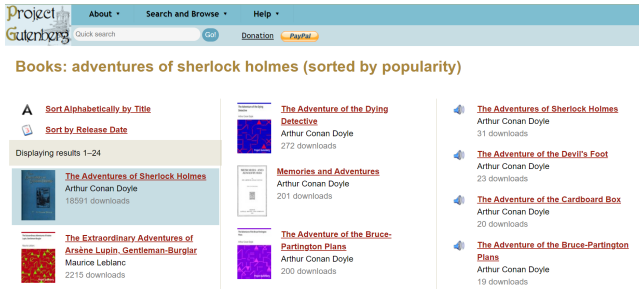 Project Gutenberg
About ▾ Search and Browse ▾ Help ▾
Quick search Go! Donation PayPal
Books: adventures of sherlock holmes (sorted by popularity)
Sort Alphabetically by Title
Sort by Release Date
Displaying results 1–24
The Adventures of Sherlock Holmes
Arthur Conan Doyle
18591 downloads
The Extraordinary Adventures of
Arsène Lupin, Gentleman-Burglar
Maurice Leblanc
2215 downloads
The Adventure of the Dying
Detective
Arthur Conan Doyle
272 downloads
Memories and Adventures
Arthur Conan Doyle
201 downloads
The Adventure of the Bruce-
Partington Plans
Arthur Conan Doyle
200 downloads
The Adventures of Sherlock Holmes
Arthur Conan Doyle
31 downloads
The Adventure of the Devil's Foot
Arthur Conan Doyle
23 downloads
The Adventure of the Cardboard Box
Arthur Conan Doyle
20 downloads
The Adventure of the Bruce-Partington
Plans
Arthur Conan Doyle
19 downloads